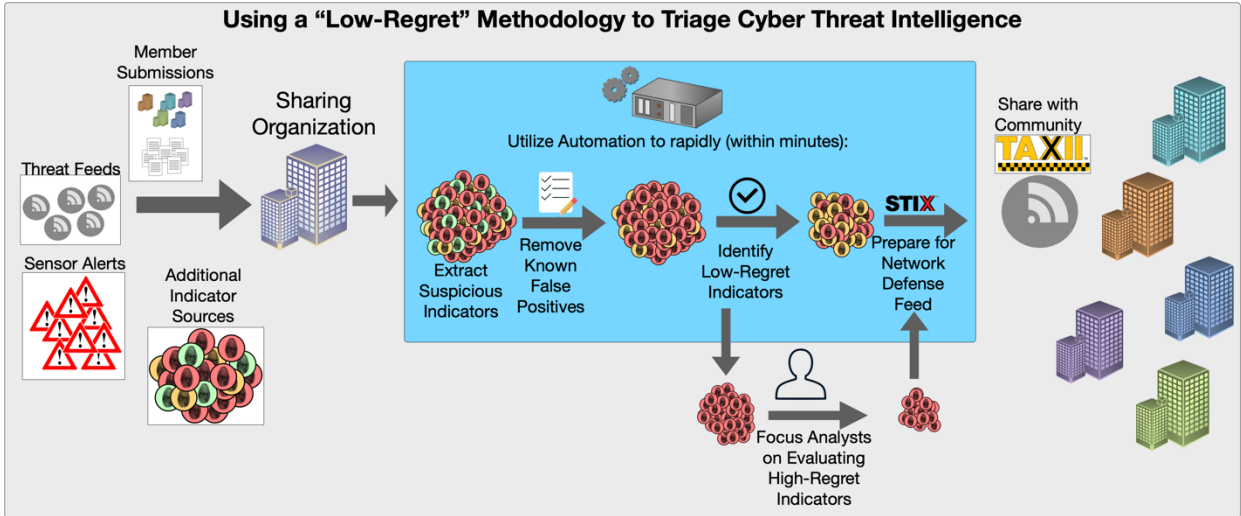 Using a “Low-Regret” Methodology to Triage Cyber Threat Intelligence
Member
Submissions
Sharing
Organization
Threat Feeds
Sensor Alerts
Additional
Indicator
Sources
Utilize Automation to rapidly (within minutes):
Extract
Suspicious
Indicators
Remove
Known
False
Positives
Identify
Low-Regret
Indicators
STIX
Prepare for
Network
Defense
Feed
Focus Analysts
on Evaluating
High-Regret
Indicators
Share with
Community
TAXII